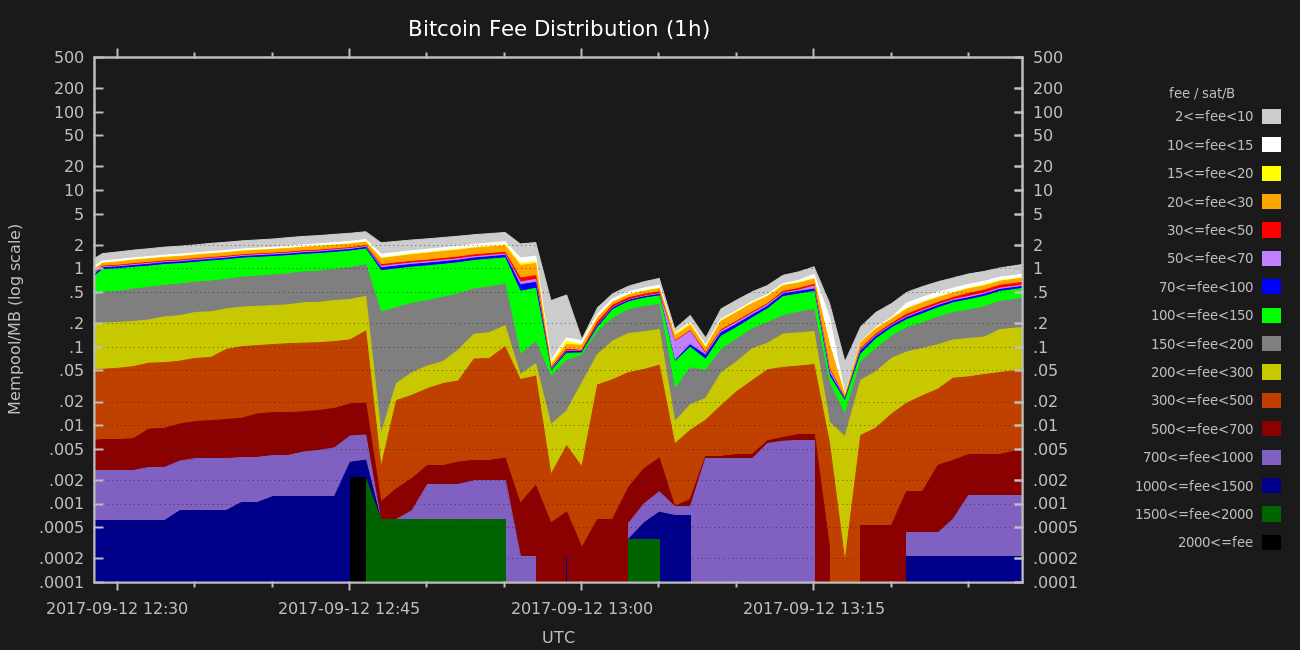 Bitcoin Fee Distribution (1h)
500
200
100
50
20
10
5
2
1
.5
.2
.1
.05
.02
.01
.005
.002
.001
.0005
.0002
.0001
Mempool/MB (log scale)
500
200
100
50
20
10
5
2
1
.5
.2
.1
.05
.02
.01
.005
.002
.001
.0005
.0002
.0001
2017-09-12 12:30
2017-09-12 12:45
2017-09-12 13:00
2017-09-12 13:15
UTC
fee / sat/B
2<=fee<10
10<=fee<15
15<=fee<20
20<=fee<30
30<=fee<50
50<=fee<70
70<=fee<100
100<=fee<150
150<=fee<200
200<=fee<300
300<=fee<500
500<=fee<700
700<=fee<1000
1000<=fee<1500
1500<=fee<2000
2000<=fee